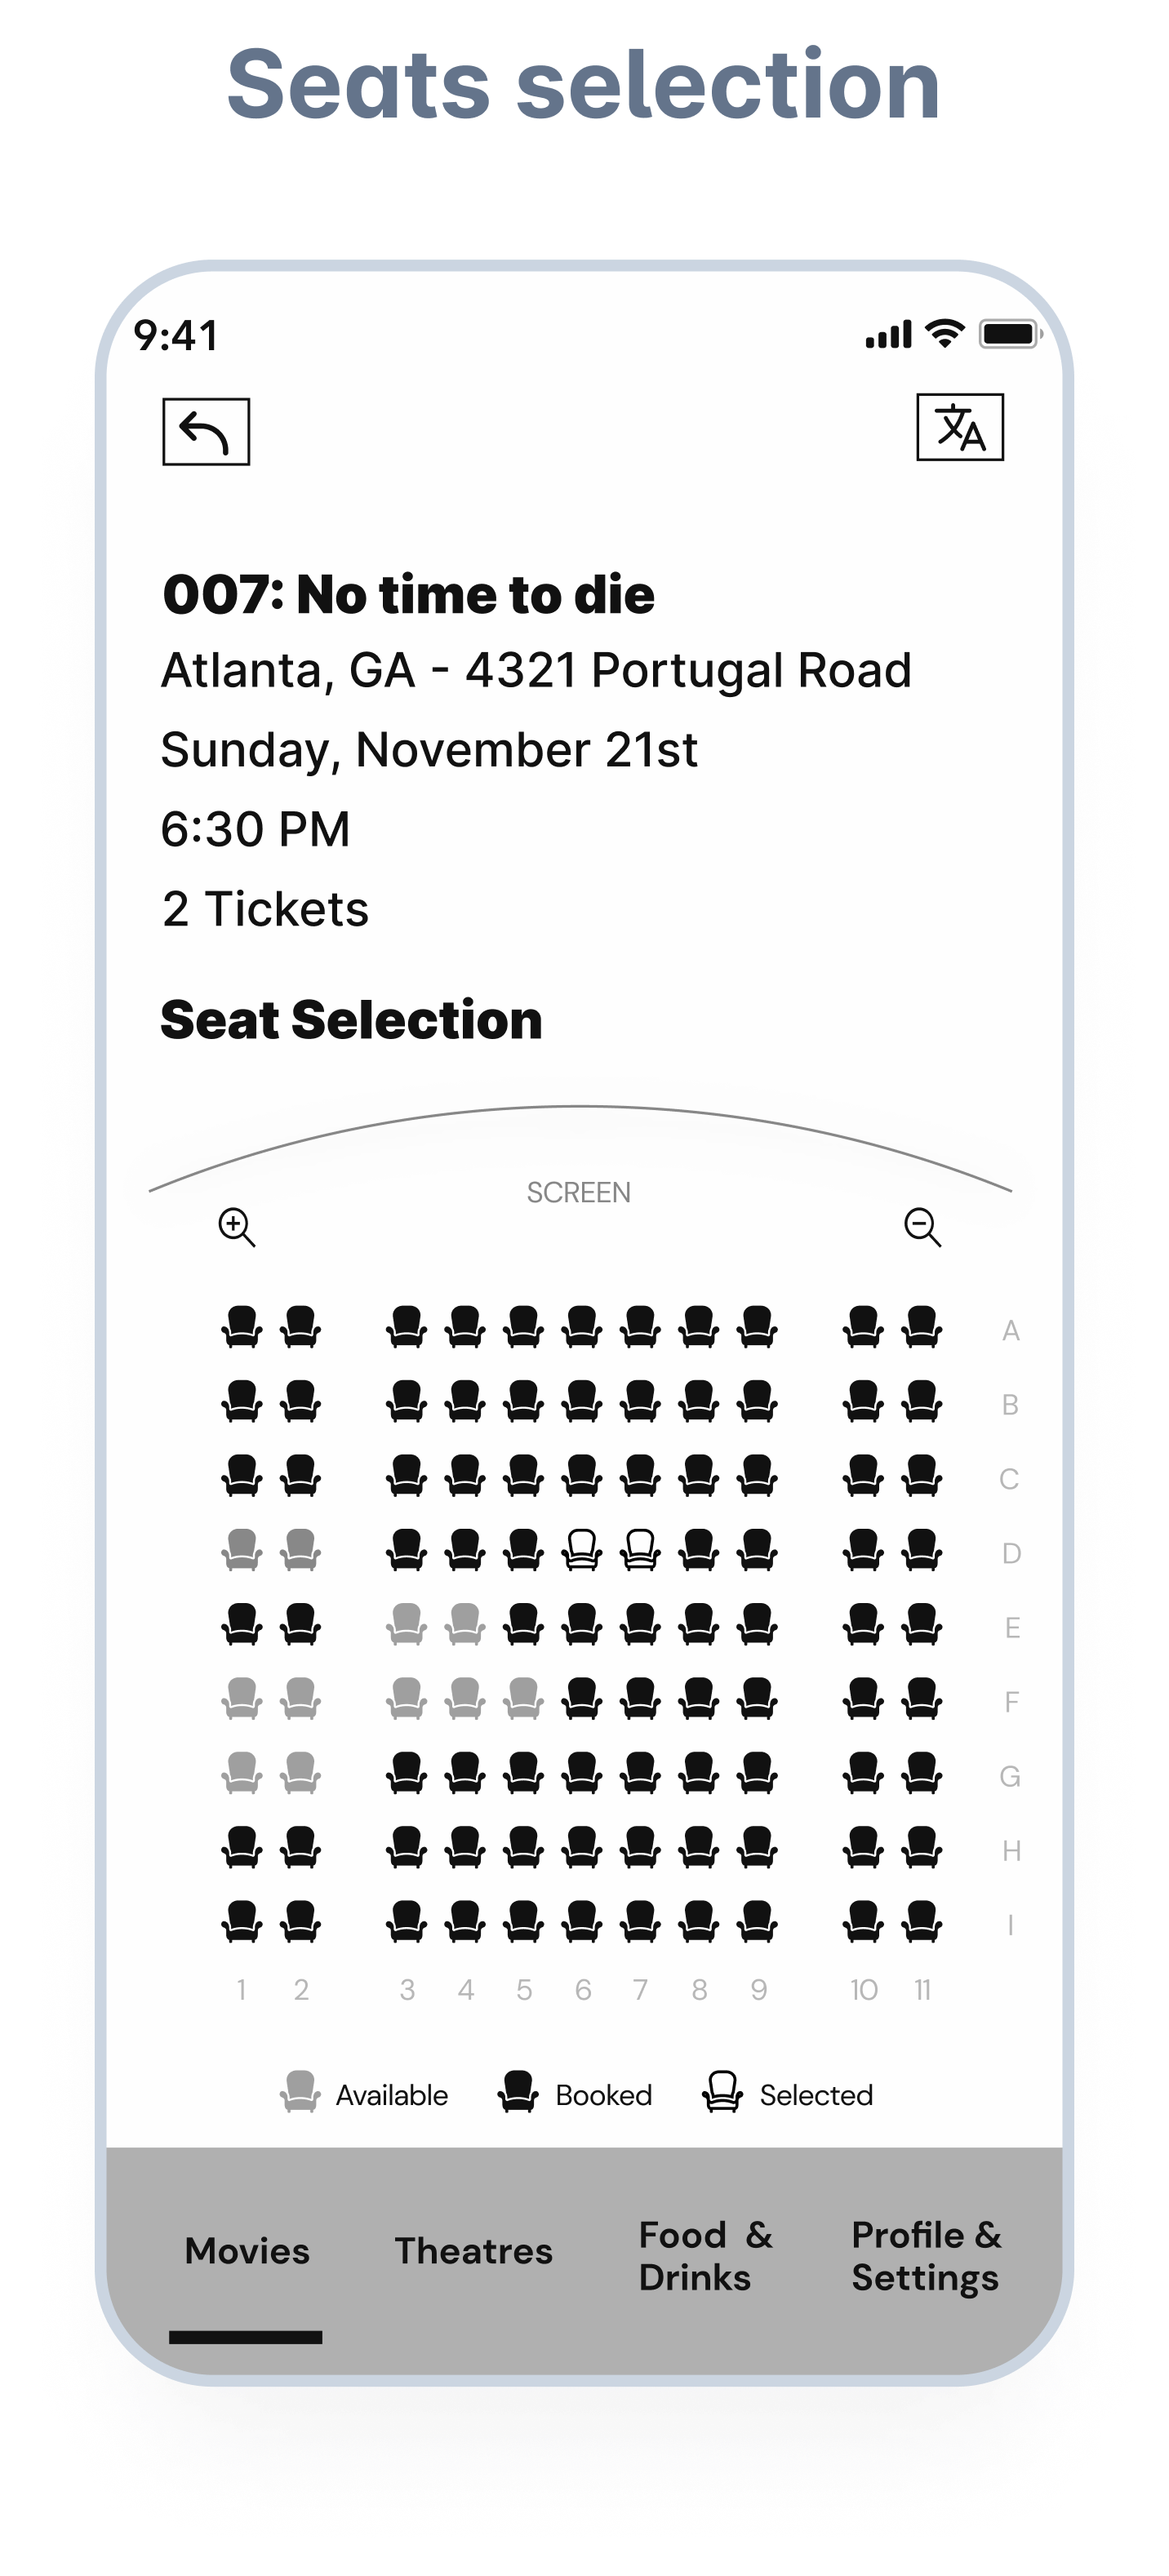 Seats selection
9:41
007: No time to die
Atlanta, GA - 4321 Portugal Road
Sunday, November 21st
6:30 PM
2 Tickets
Seat Selection
SCREEN
A
B
C
D
E
F
G
H
I
1 2 3 4 5 6 7 8 9 10 11
Available Booked Selected
Movies
Theatres
Food &
Drinks
Profile &
Settings